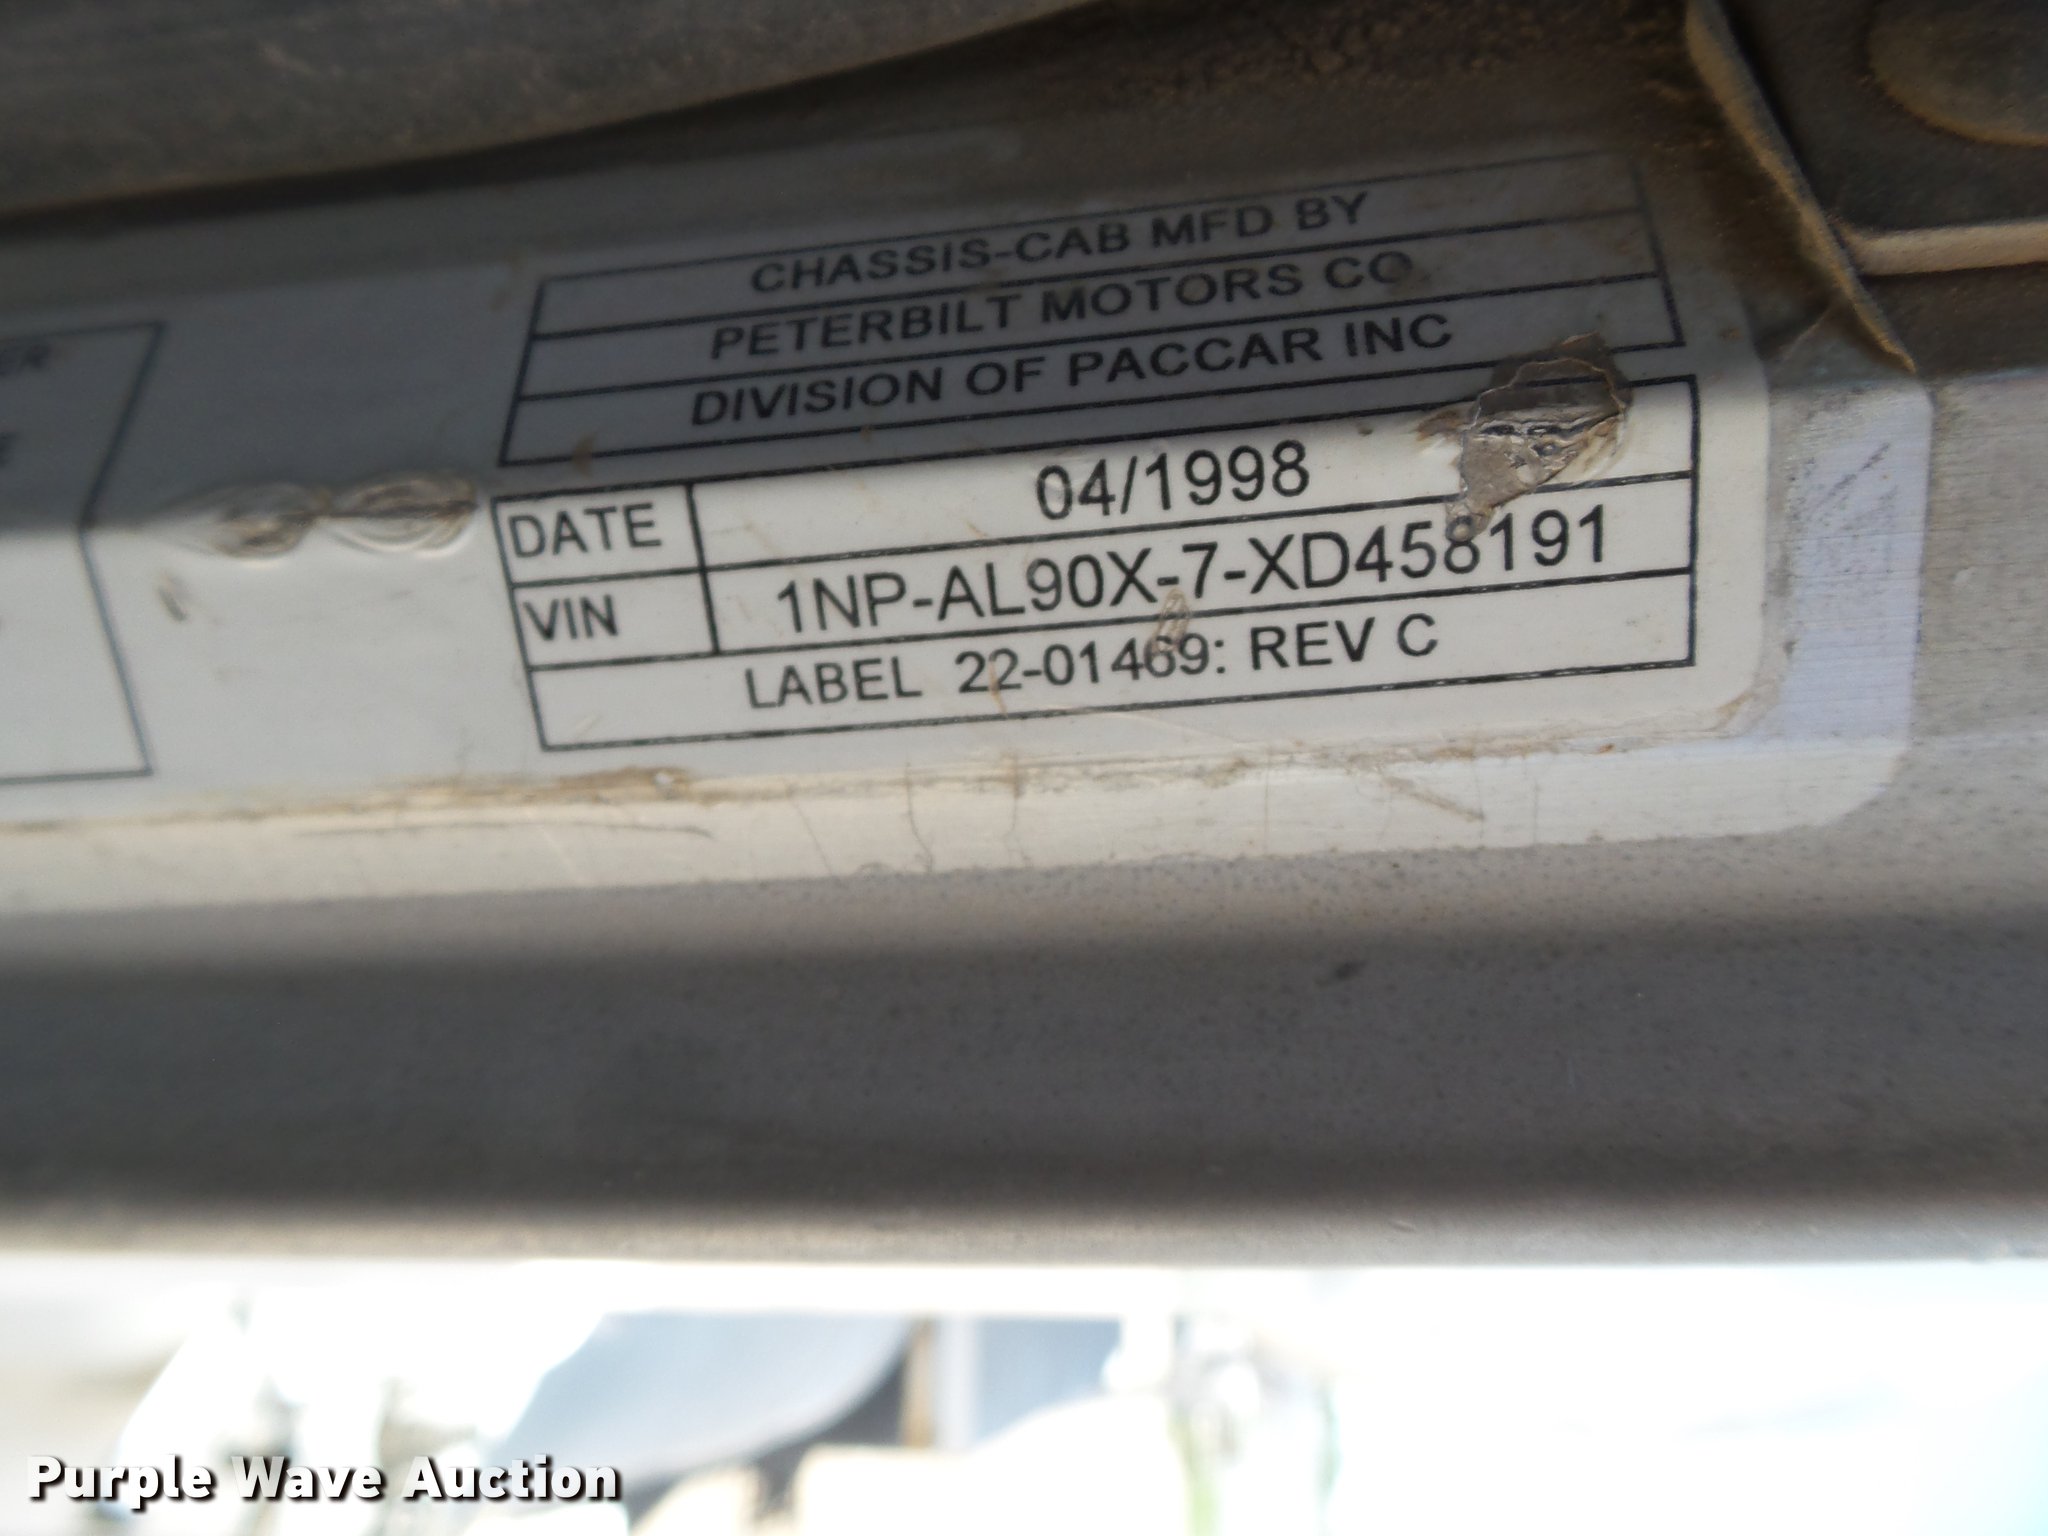 CHASSIS-CAB MFD BY
PETERBILT MOTORS CO
DIVISION OF PACCAR INC
DATE 04/1998
VIN 1NP-AL90X-7-XD458191
LABEL 22-01469: REV C
Purple Wave Auction